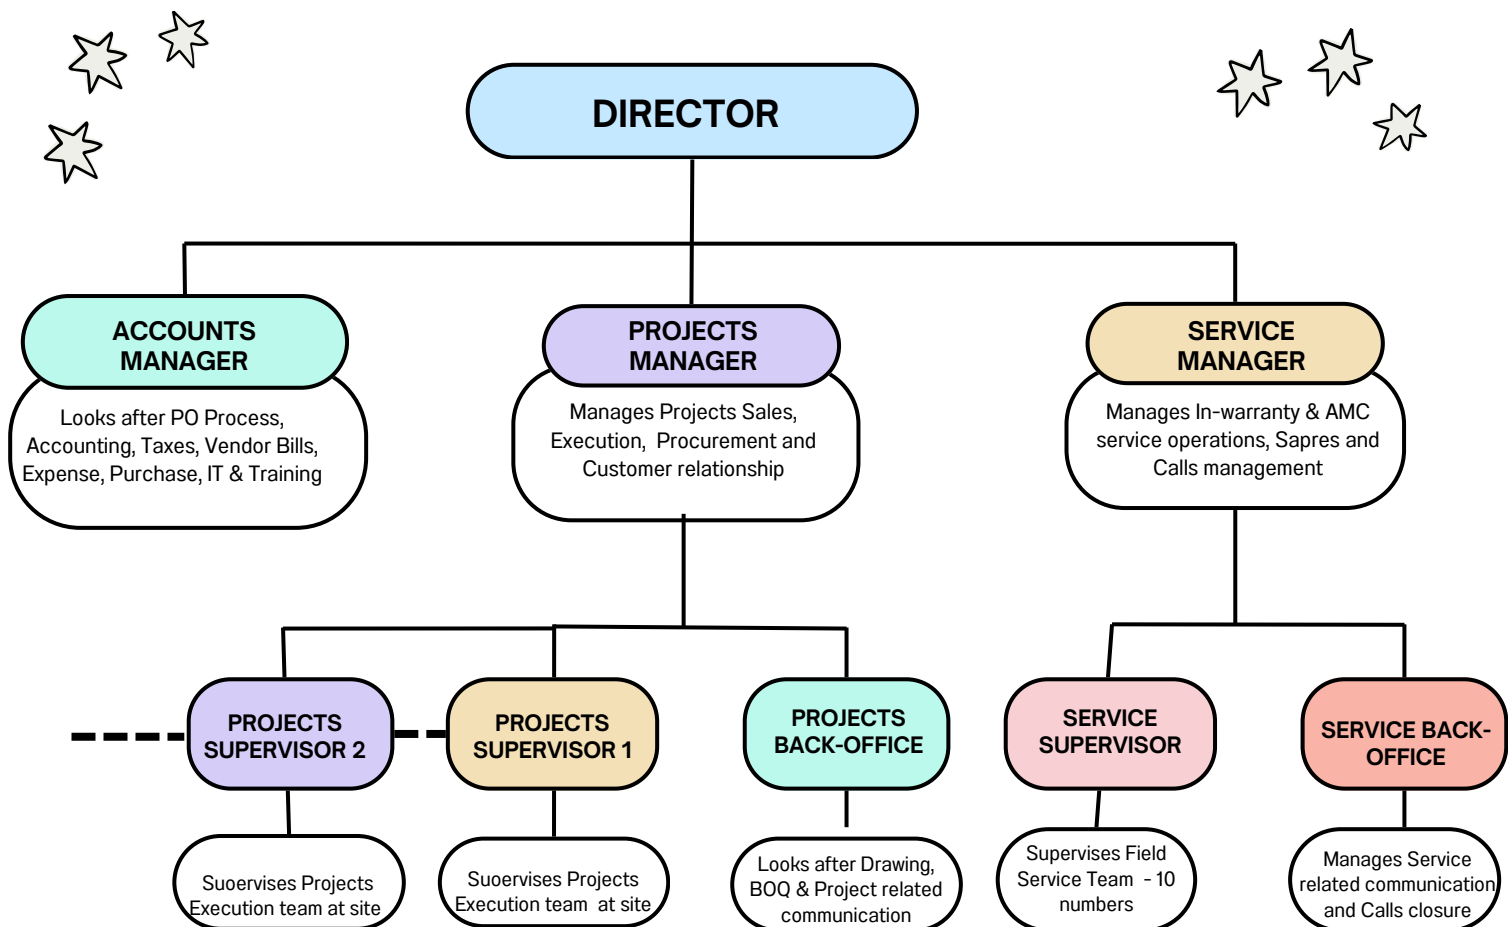 DIRECTOR
ACCOUNTS
MANAGER
Looks after PO Process,
Accounting, Taxes, Vendor Bills,
Expense, Purchase, IT & Training
PROJECTS
MANAGER
Manages Projects Sales,
Execution, Procurement and
Customer relationship
SERVICE
MANAGER
Manages In-warranty & AMC
service operations, Sapres and
Calls management
PROJECTS
SUPERVISOR 2
Suoervises Projects
Execution team at site
PROJECTS
SUPERVISOR 1
Suoervises Projects
Execution team at site
PROJECTS
BACK-OFFICE
Looks after Drawing,
BOQ & Project related
communication
SERVICE
SUPERVISOR
Supervises Field
Service Team - 10
numbers
SERVICE BACK-
OFFICE
Manages Service
related communication
and Calls closure